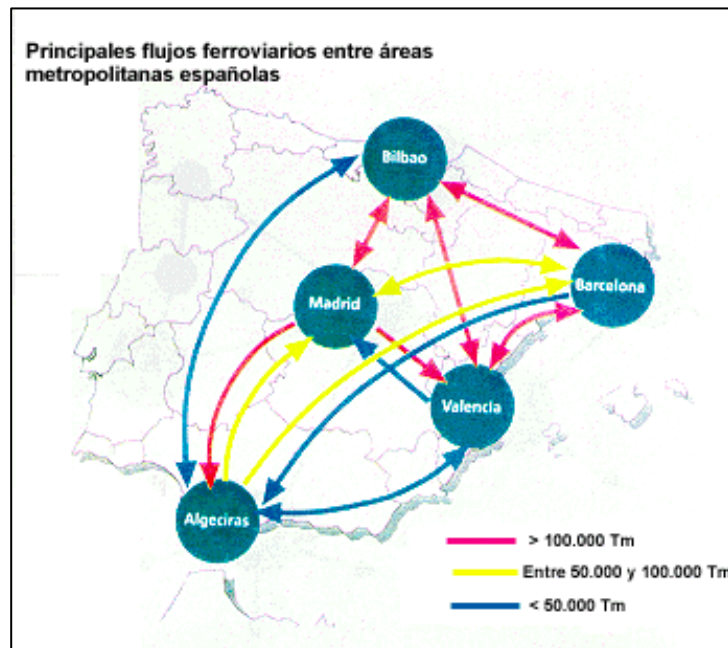 Principales flujos ferroviarios entre áreas
metropolitanas españolas
Bilbao
Madrid
Barcelona
Valencia
Algeciras
> 100.000 Tm
Entre 50.000 y 100.000 Tm
< 50.000 Tm